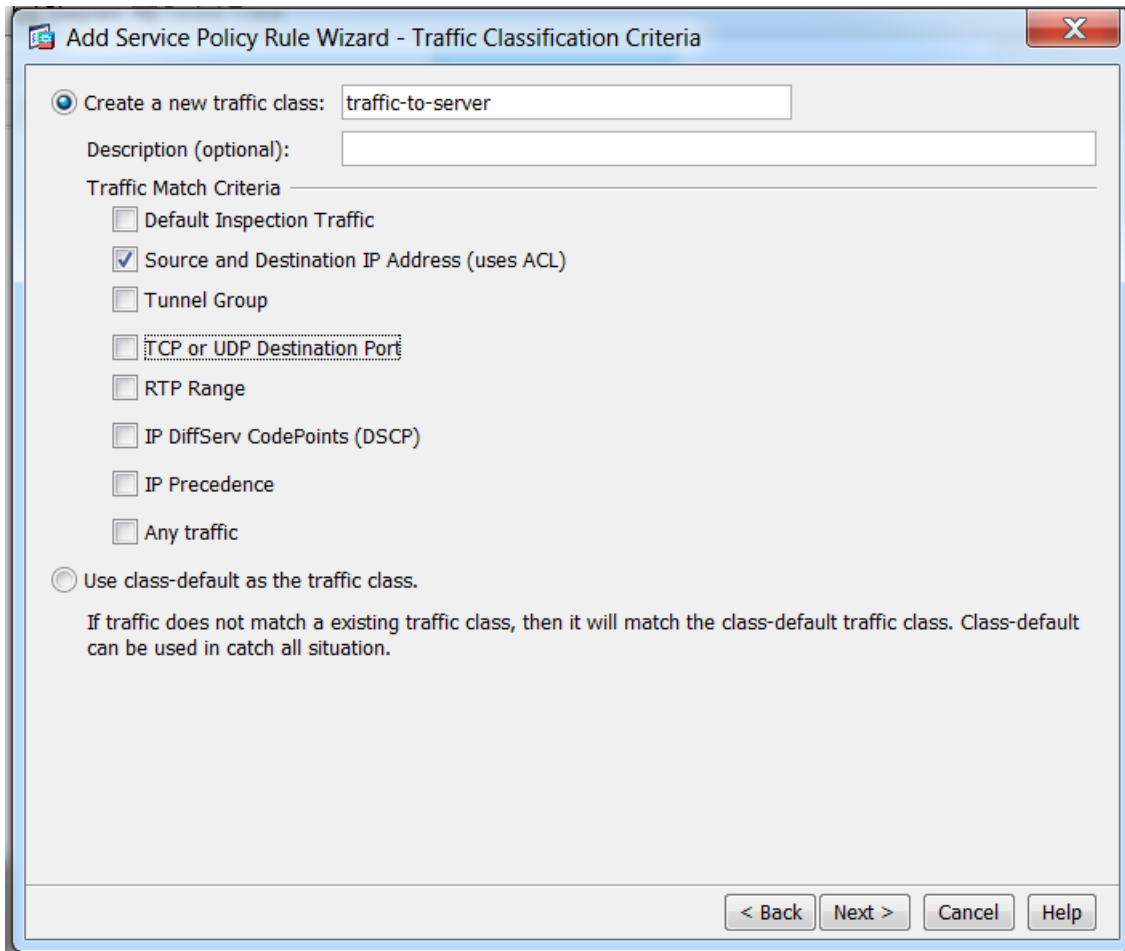 Add Service Policy Rule Wizard - Traffic Classification Criteria
X
Create a new traffic class: traffic-to-server
Description (optional):
Traffic Match Criteria
Default Inspection Traffic
Source and Destination IP Address (uses ACL)
Tunnel Group
TCP or UDP Destination Port
RTP Range
IP DiffServ CodePoints (DSCP)
IP Precedence
Any traffic
Use class-default as the traffic class.
If traffic does not match a existing traffic class, then it will match the class-default traffic class. Class-default
can be used in catch all situation.
< Back Next > Cancel Help